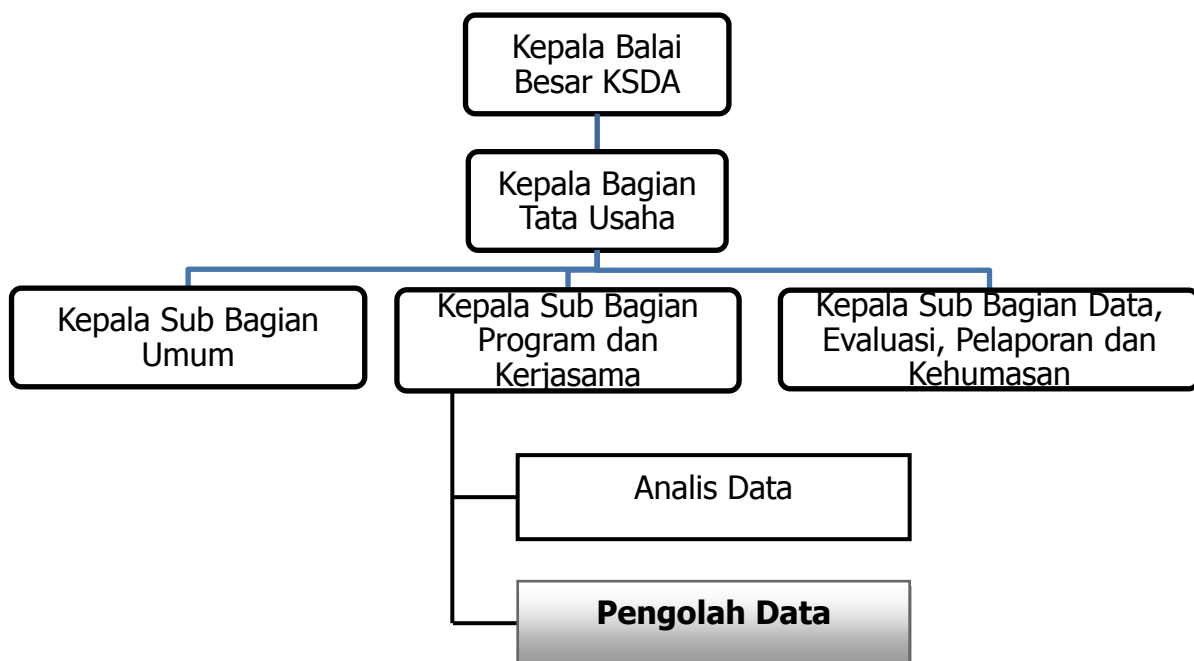 Kepala Balai
Besar KSDA
Kepala Bagian
Tata Usaha
Kepala Sub Bagian
Umum
Kepala Sub Bagian
Program dan
Kerjasama
Kepala Sub Bagian Data,
Evaluasi, Pelaporan dan
Kehumasan
Analis Data
Pengolah Data